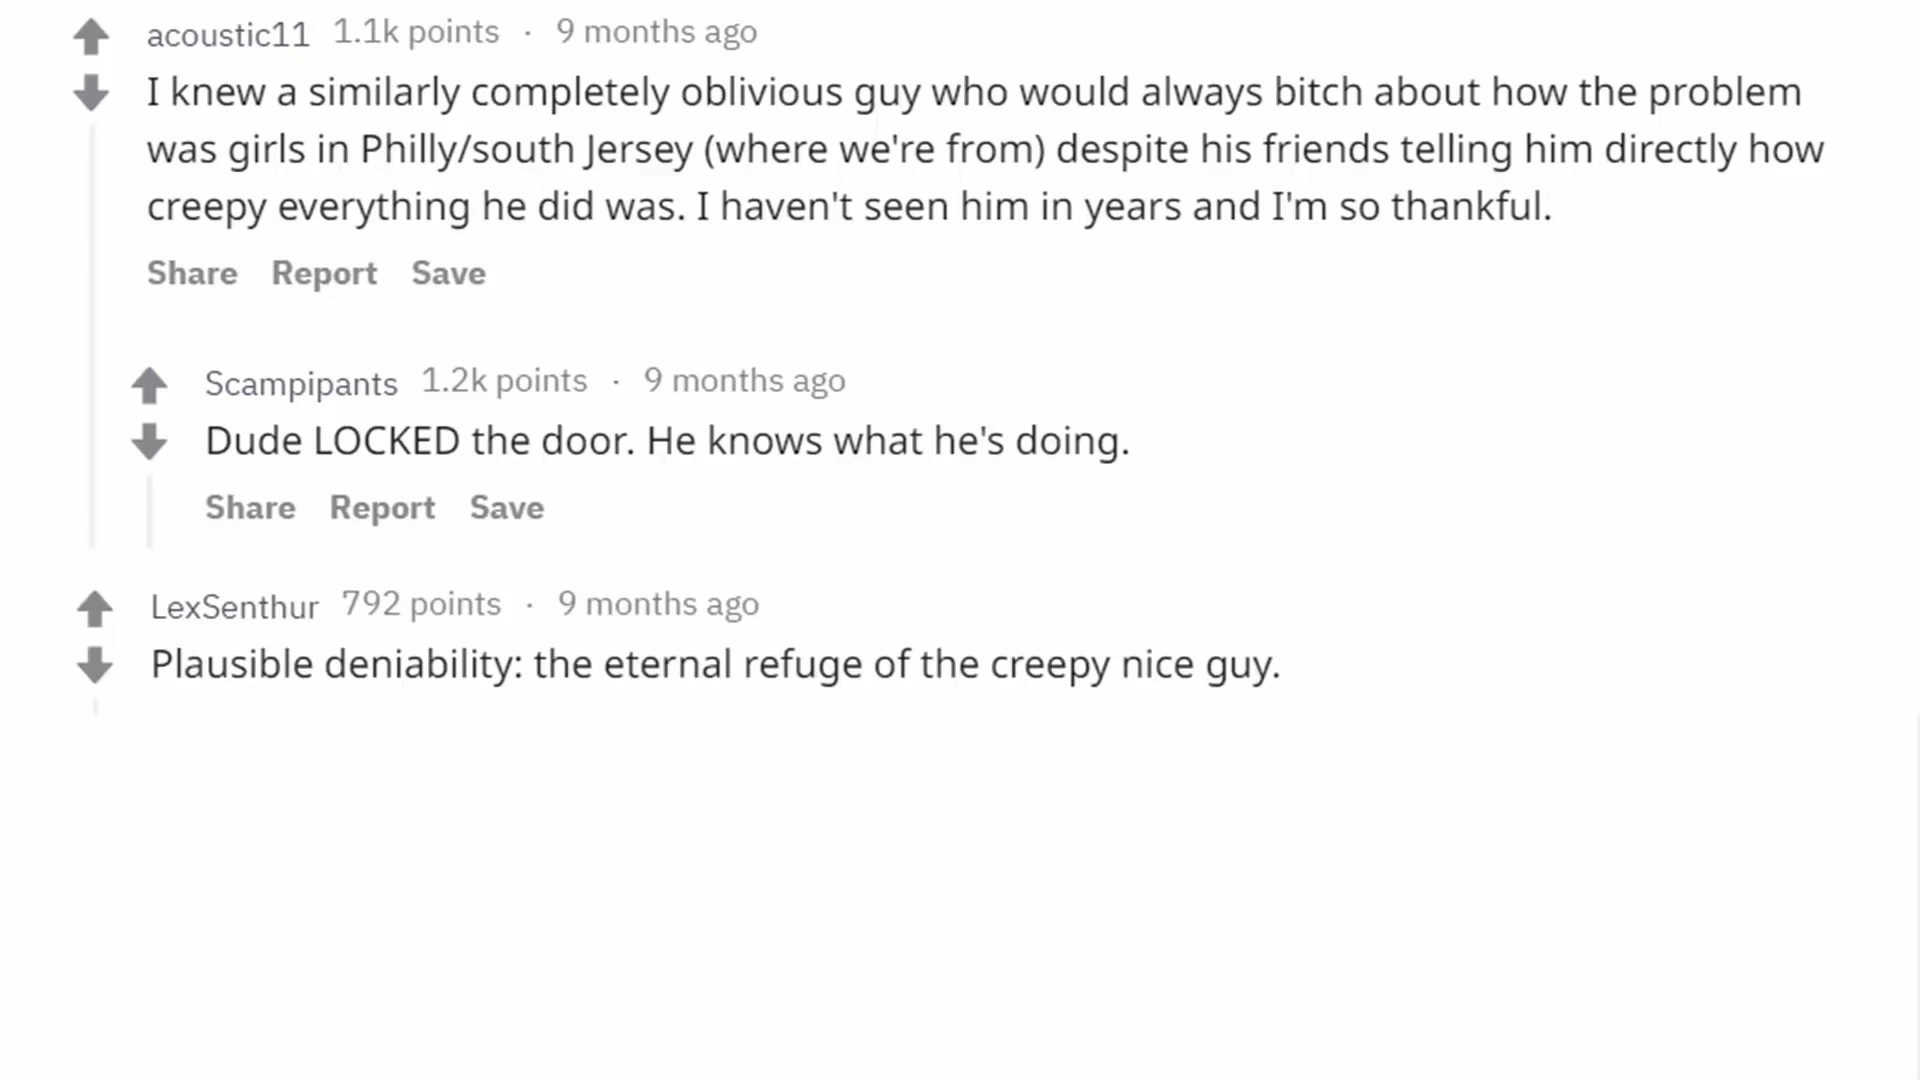 acoustic11 1.1k points · 9 months ago
I knew a similarly completely oblivious guy who would always bitch about how the problem
was girls in Philly/south Jersey (where we're from) despite his friends telling him directly how
creepy everything he did was. I haven't seen him in years and I'm so thankful.
Share Report Save
Scampipants 1.2k points · 9 months ago
Dude LOCKED the door. He knows what he's doing.
Share Report Save
LexSenthur 792 points · 9 months ago
Plausible deniability: the eternal refuge of the creepy nice guy.